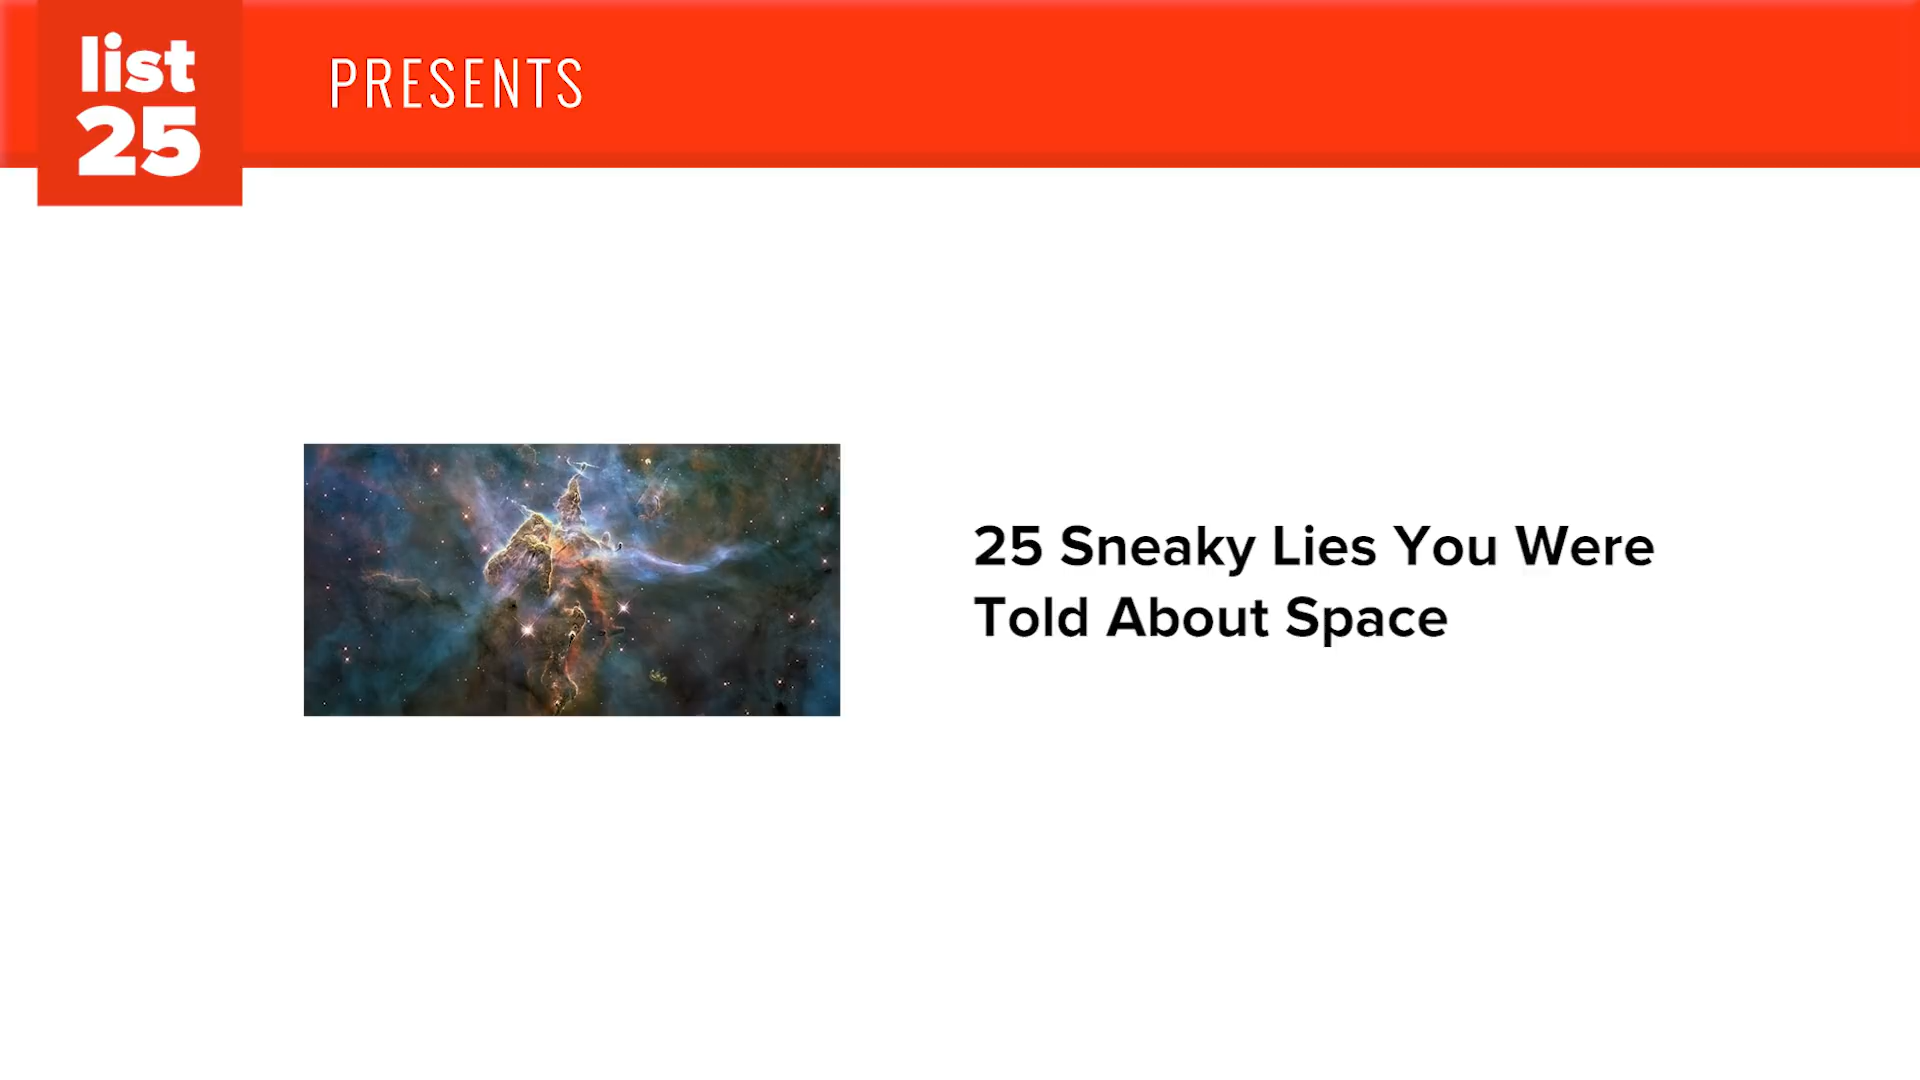 list
25
PRESENTS
25 Sneaky Lies You Were
Told About Space